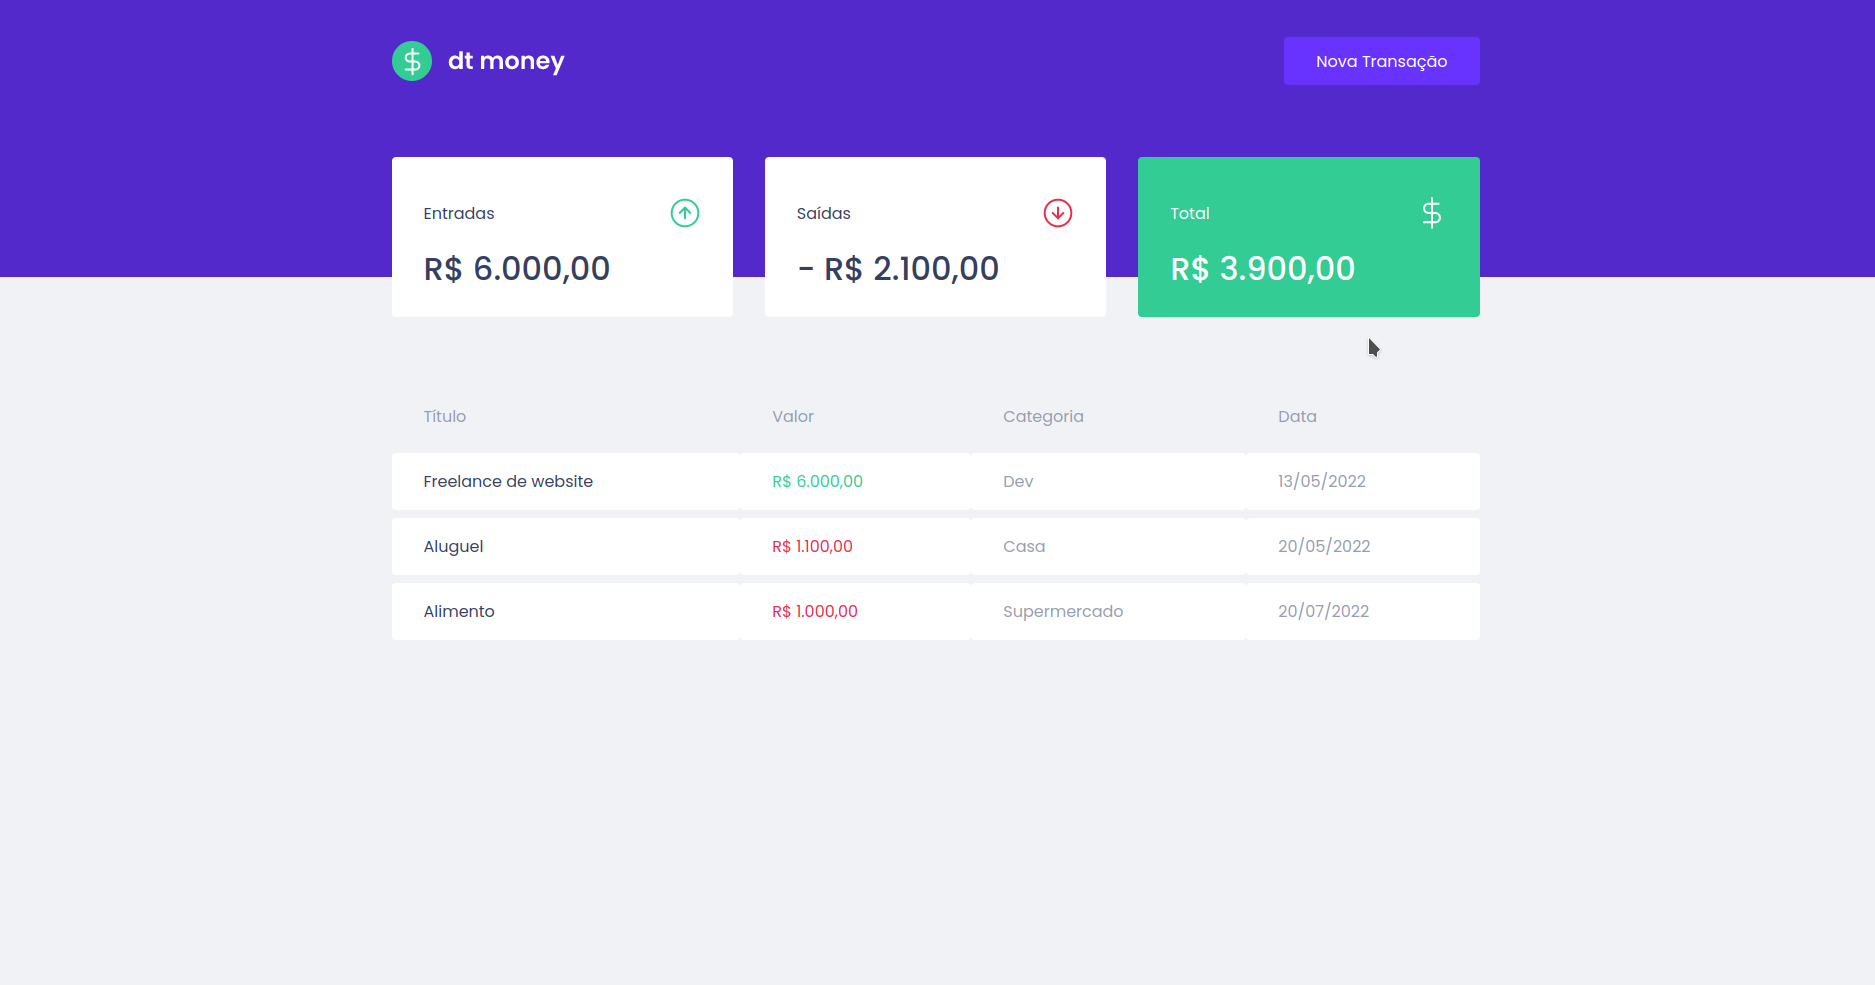 dt money
Nova Transação
Entradas
Saídas
Total
R$ 6.000,00
- R$ 2.100,00
R$ 3.900,00
Título Valor Categoria Data
Freelance de website R$ 6.000,00 Dev 13/05/2022
Aluguel R$ 1.100,00 Casa 20/05/2022
Alimento R$ 1.000,00 Supermercado 20/07/2022